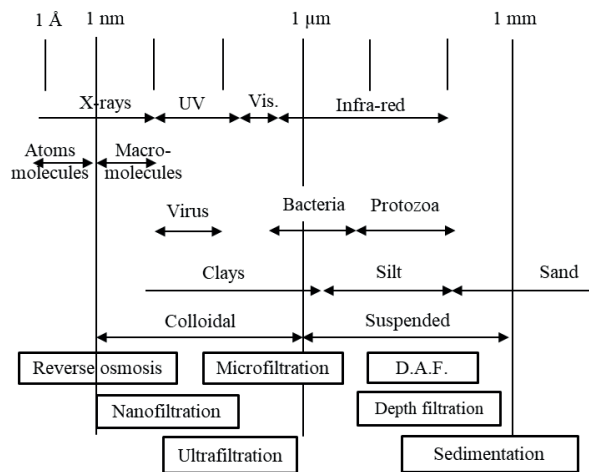 1 Å 1 nm 1 μm 1 mm
X-rays UV Vis. Infra-red
Atoms Macro-
molecules molecules
Virus Bacteria Protozoa
Clays Silt Sand
Colloidal Suspended
Reverse osmosis Microfiltration D.A.F.
Nanofiltration Depth filtration
Ultrafiltration Sedimentation